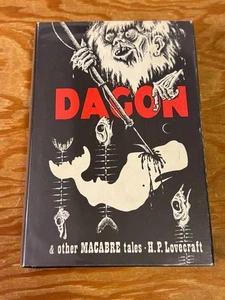 DAGON
& other MACABRE tales · H.P. Lovecraft